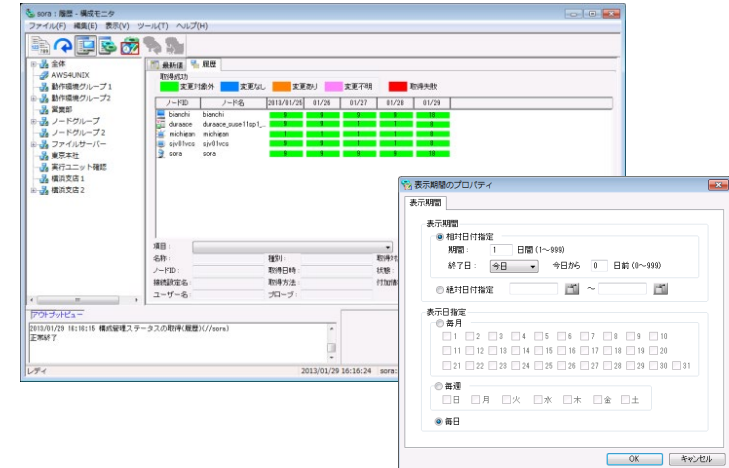 sora : 履歴 - 構成モニタ
ファイル(F) 編集(E) 表示(V) ツール(T) ヘルプ(H)
全体
AWS4UNIX
動作環境グループ1
動作環境グループ2
営業部
ノードグループ
ノードグループ2
ファイルサーバー
東京本社
実行ユニット確認
横浜支店1
横浜支店2
最新値 履歴
取得成功
変更対象外 変更なし 変更あり 変更不明 取得失敗
ノードID ノード名 2013/01/25 01/26 01/27 01/28 01/29
bianchi bianchi
duraace duraace_suse11sp1_...
michiean michiean
sjv01vcs sjv01vcs
sora sora
項目:
名称: 種別:
ノードID: 取得日時: 状態:
接続設定名: 取得方法:
ユーザー名: プローブ:
アウトプットビュー
2013/01/29 16:16:15 構成管理ステータスの取得(履歴)(//sora)
正常終了
レディ 2013/01/29 16:16:24 sora:
表示期間のプロパティ
表示期間
表示期間
相対日付指定
期間: 1 日間(1~999)
終了日: 今日 今日から 0 日前(0~999)
絶対日付指定 ~
表示日指定
毎月
1 2 3 4 5 6 7 8 9 10
11 12 13 14 15 16 17 18 19 20
21 22 23 24 25 26 27 28 29 30 31
毎週
日 月 火 水 木 金 土
毎日
OK キャンセル